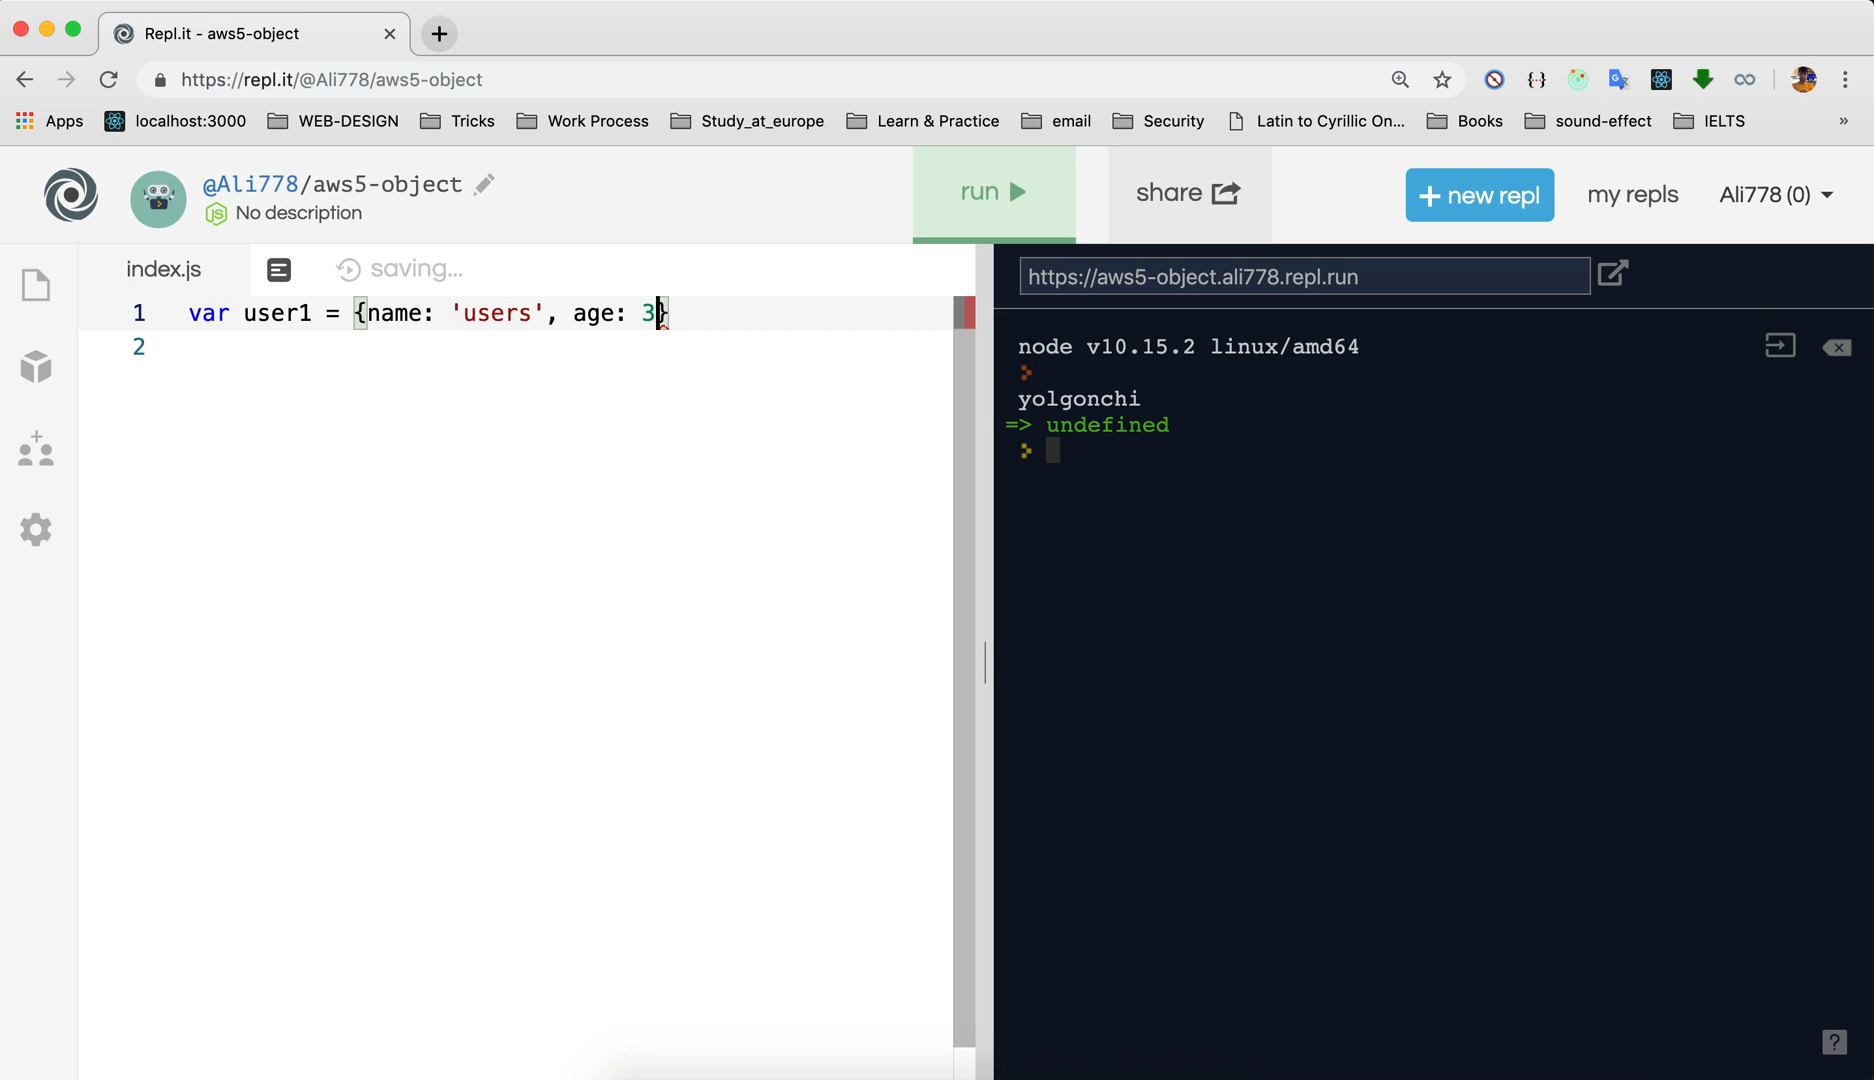 Repl.it - aws5-object
https://repl.it/@Ali778/aws5-object
Apps localhost:3000 WEB-DESIGN Tricks Work Process Study_at_europe Learn & Practice email Security Latin to Cyrillic On... Books sound-effect IELTS »
@Ali778/aws5-object
JS No description
run
share
+ new repl
my repls
Ali778 (0)
index.js
saving...
1 var user1 = {name: 'users', age: 3}
2
https://aws5-object.ali778.repl.run
node v10.15.2 linux/amd64
yolgonchi
=> undefined
?